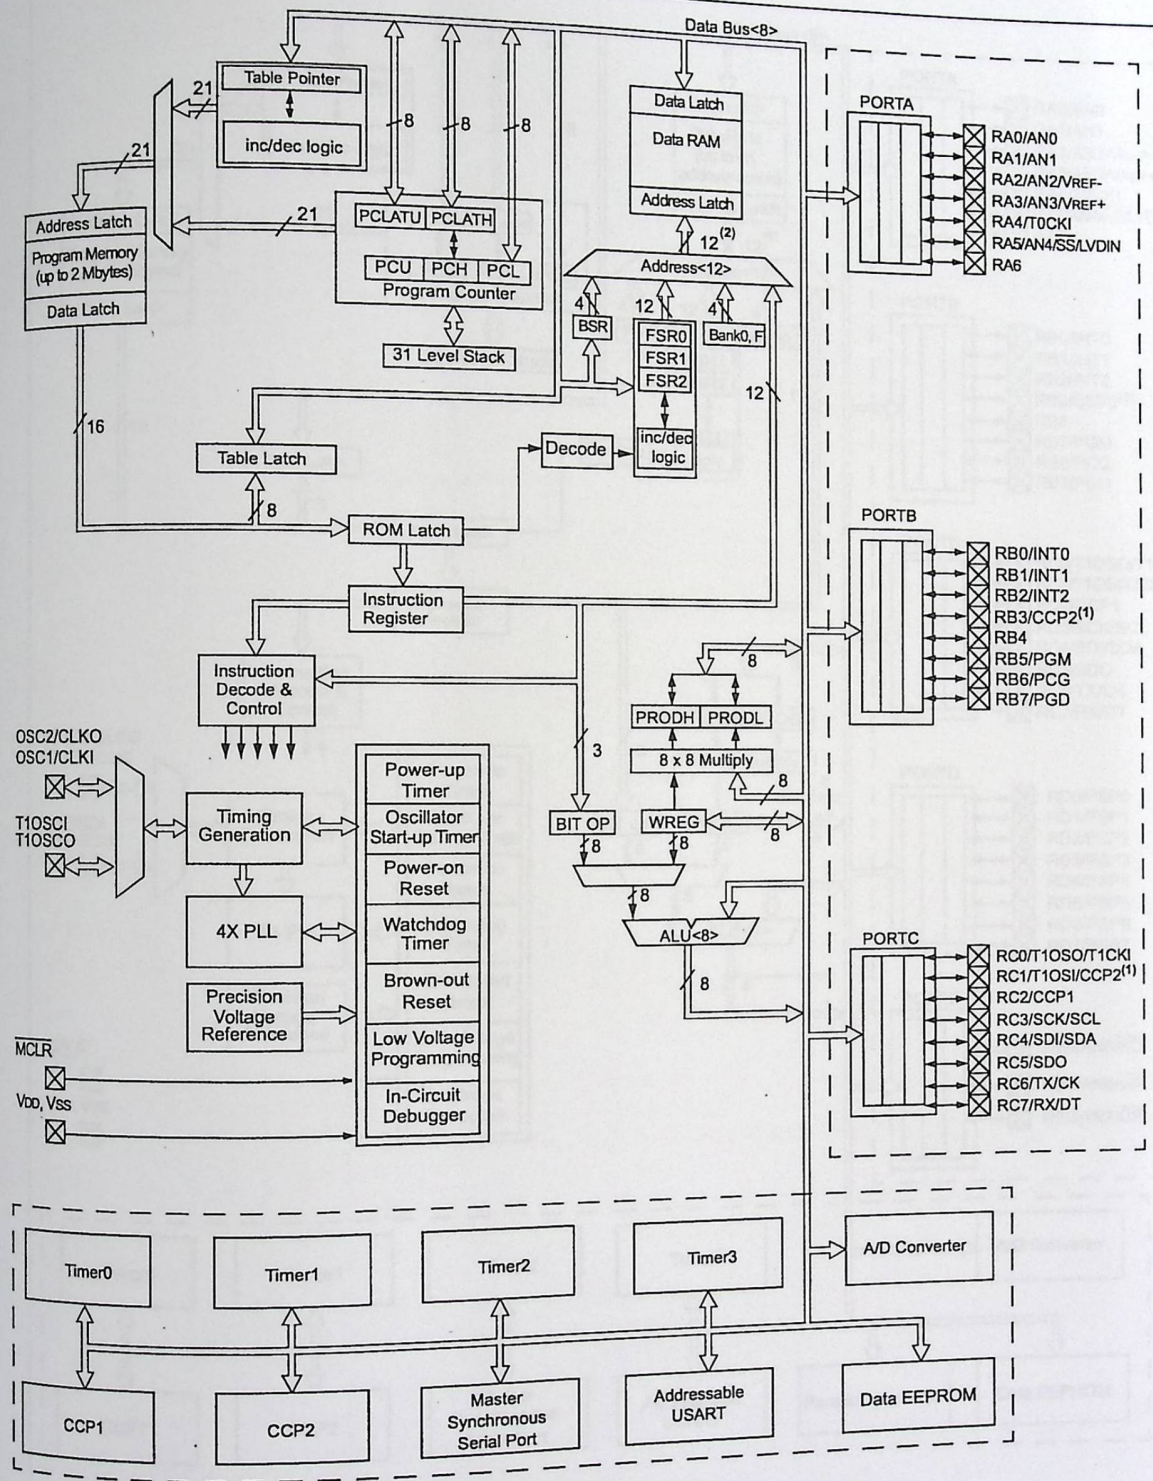 Data Bus<8>
Table Pointer
inc/dec logic
21
21
8
8
8
21
PCLATU
PCLATH
PCU
PCH
PCL
Program Counter
31 Level Stack
Address Latch
Program Memory
(up to 2 Mbytes)
Data Latch
16
Data Latch
Data RAM
Address Latch
12(2)
Address<12>
4
12
4
BSR
FSR0
FSR1
FSR2
inc/dec
logic
Bank0, F
12
Table Latch
8
Decode
ROM Latch
Instruction
Register
Instruction
Decode &
Control
OSC2/CLKO
OSC1/CLKI
T1OSCI
T1OSCO
Timing
Generation
4X PLL
Precision
Voltage
Reference
MCLR
VDD, VSS
Power-up
Timer
Oscillator
Start-up Timer
Power-on
Reset
Watchdog
Timer
Brown-out
Reset
Low Voltage
Programming
In-Circuit
Debugger
3
8
PRODH
PRODL
8 x 8 Multiply
8
BIT OP
WREG
8
8
8
8
ALU<8>
8
PORTA
RA0/AN0
RA1/AN1
RA2/AN2/VREF-
RA3/AN3/VREF+
RA4/T0CKI
RA5/AN4/SS/LVDIN
RA6
PORTB
RB0/INT0
RB1/INT1
RB2/INT2
RB3/CCP2(1)
RB4
RB5/PGM
RB6/PCG
RB7/PGD
PORTC
RC0/T1OSO/T1CKI
RC1/T1OSI/CCP2(1)
RC2/CCP1
RC3/SCK/SCL
RC4/SDI/SDA
RC5/SDO
RC6/TX/CK
RC7/RX/DT
Timer0
Timer1
Timer2
Timer3
A/D Converter
CCP1
CCP2
Master
Synchronous
Serial Port
Addressable
USART
Data EEPROM